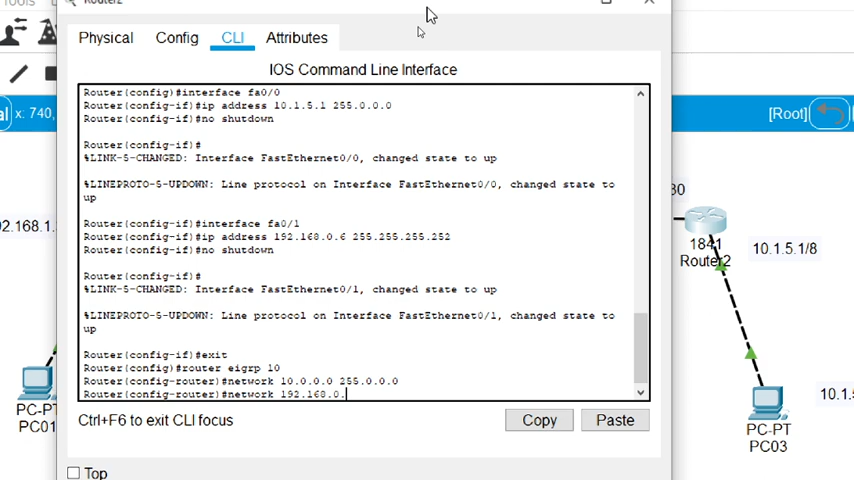 Tools
Router2
Physical
Config
CLI
Attributes
IOS Command Line Interface
Router(config)#interface fa0/0
Router(config-if)#ip address 10.1.5.1 255.0.0.0
Router(config-if)#no shutdown
Router(config-if)#
%LINK-5-CHANGED: Interface FastEthernet0/0, changed state to up
%LINEPROTO-5-UPDOWN: Line protocol on Interface FastEthernet0/0, changed state to
up
Router(config-if)#interface fa0/1
Router(config-if)#ip address 192.168.0.6 255.255.255.252
Router(config-if)#no shutdown
Router(config-if)#
%LINK-5-CHANGED: Interface FastEthernet0/1, changed state to up
%LINEPROTO-5-UPDOWN: Line protocol on Interface FastEthernet0/1, changed state to
up
Router(config-if)#exit
Router(config)#router eigrp 10
Router(config-router)#network 10.0.0.0 255.0.0.0
Router(config-router)#network 192.168.0.
Ctrl+F6 to exit CLI focus
Copy
Paste
Top
al
x: 740,
[Root]
92.168.1.
PC-PT
PC01
30
1841
Router2
10.1.5.1/8
10.1.5
PC-PT
PC03